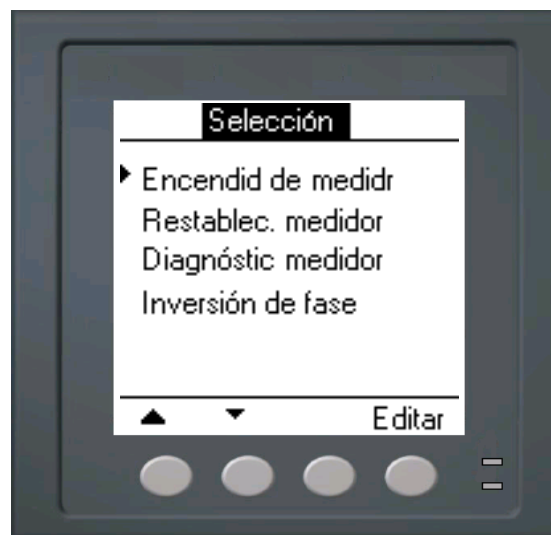 Selección
Encendid de medidr
Restablec. medidor
Diagnóstic medidor
Inversión de fase
Editar